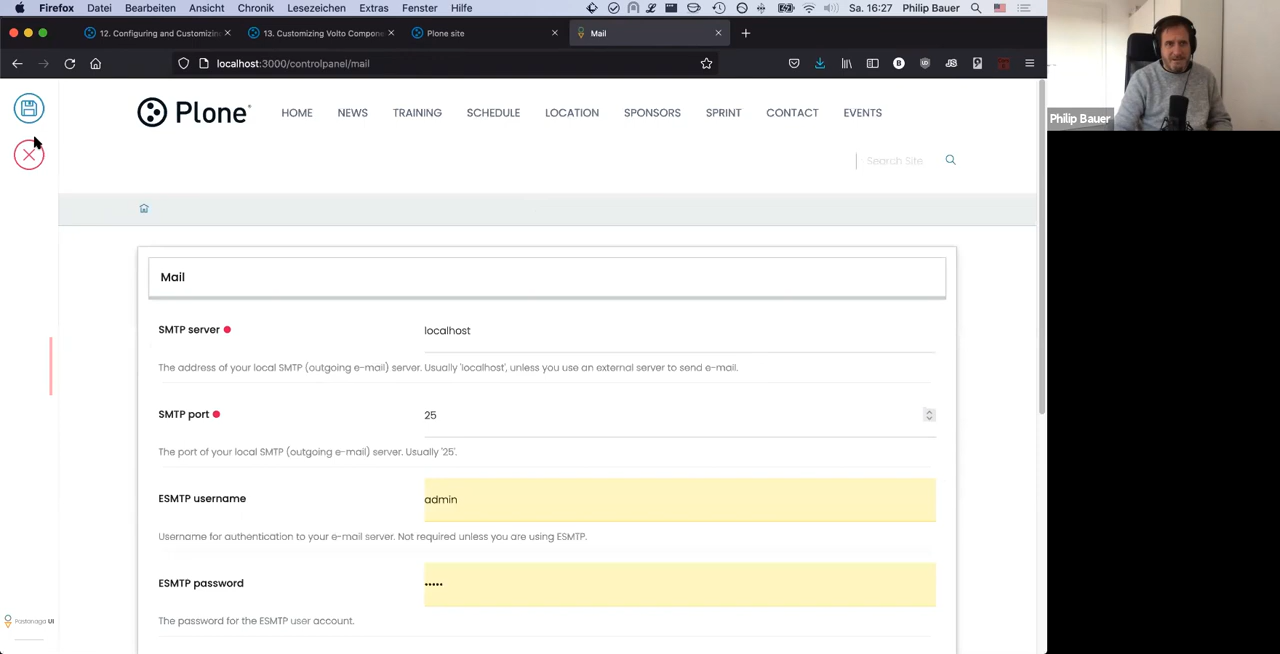 Firefox Datei Bearbeiten Ansicht Chronik Lesezeichen Extras Fenster Hilfe Sa. 16:27 Philip Bauer
12. Configuring and Customizin 13. Customizing Volto Compone Plone site Mail
localhost:3000/controlpanel/mail
Plone HOME NEWS TRAINING SCHEDULE LOCATION SPONSORS SPRINT CONTACT EVENTS
Philip Bauer
Search Site
Mail
SMTP server localhost
The address of your local SMTP (outgoing e-mail) server. Usually 'localhost', unless you use an external server to send e-mail.
SMTP port 25
The port of your local SMTP (outgoing e-mail) server. Usually '25'.
ESMTP username admin
Username for authentication to your e-mail server. Not required unless you are using ESMTP.
ESMTP password •••••
The password for the ESMTP user account.
Pastanaga UI